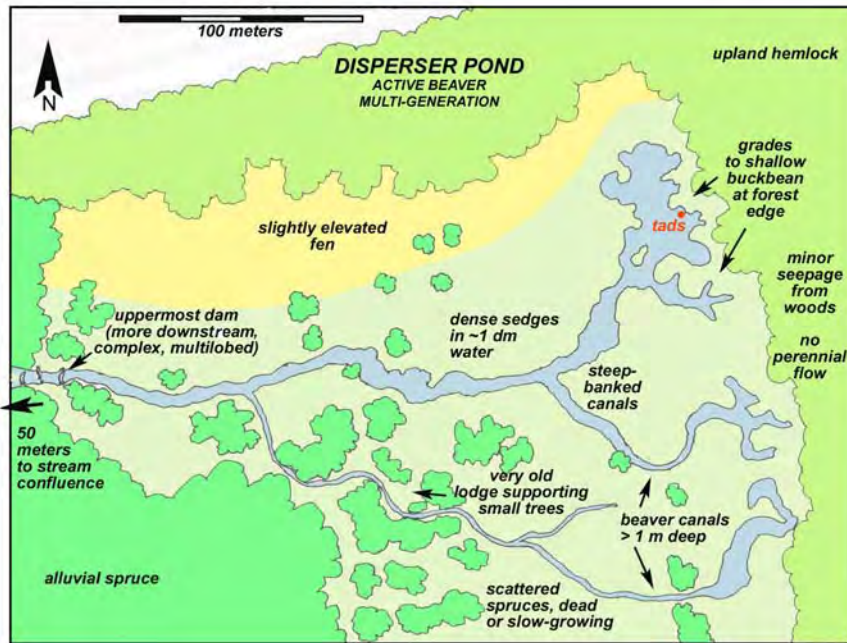 100 meters
N
DISPERSER POND
ACTIVE BEAVER
MULTI-GENERATION
upland hemlock
grades
to shallow
buckbean
at forest
edge
tads
slightly elevated
fen
minor
seepage
from
woods
no
perennial
flow
uppermost dam
(more downstream,
complex, multilobed)
dense sedges
in ~1 dm
water
steep-
banked
canals
50
meters
to stream
confluence
very old
lodge supporting
small trees
beaver canals
> 1 m deep
alluvial spruce
scattered
spruces, dead
or slow-growing